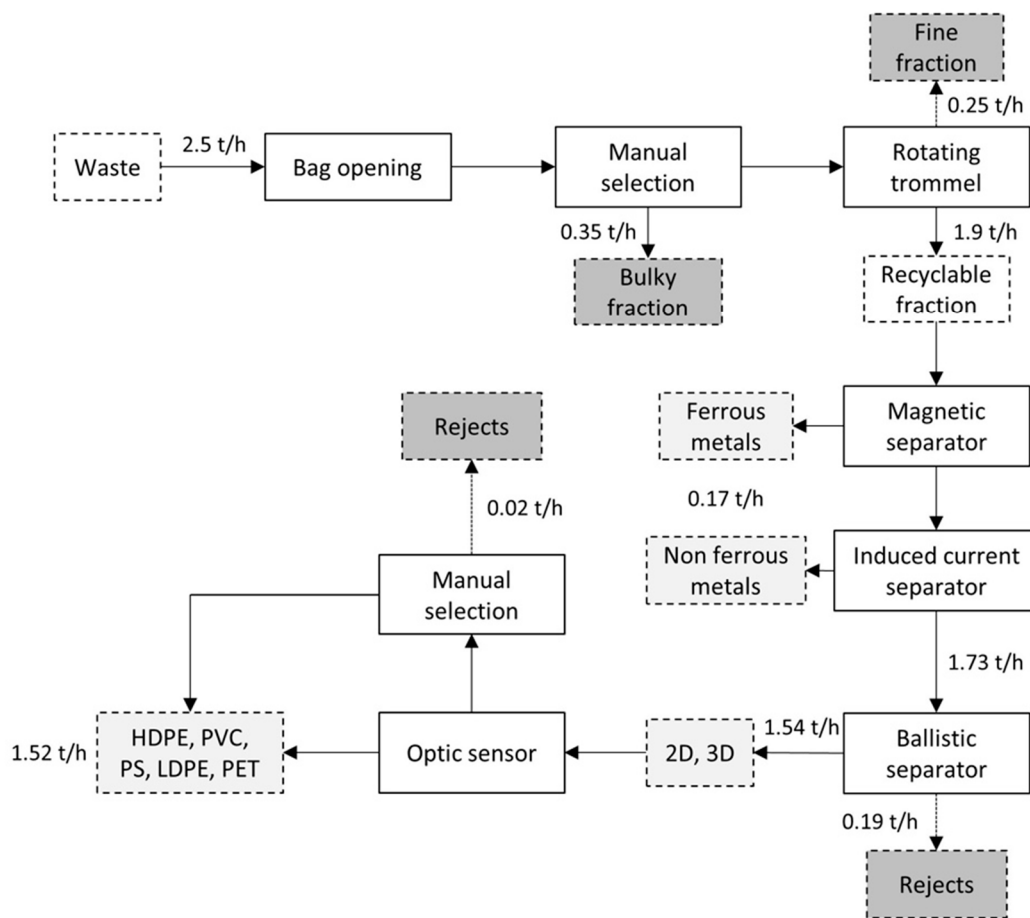 Fine
fraction
0.25 t/h
2.5 t/h
Waste
Bag opening
Manual
selection
Rotating
trommel
0.35 t/h
1.9 t/h
Bulky
fraction
Recyclable
fraction
Rejects
Ferrous
metals
Magnetic
separator
0.02 t/h
0.17 t/h
Manual
selection
Non ferrous
metals
Induced current
separator
1.73 t/h
1.52 t/h
HDPE, PVC,
PS, LDPE, PET
Optic sensor
2D, 3D
1.54 t/h
Ballistic
separator
0.19 t/h
Rejects